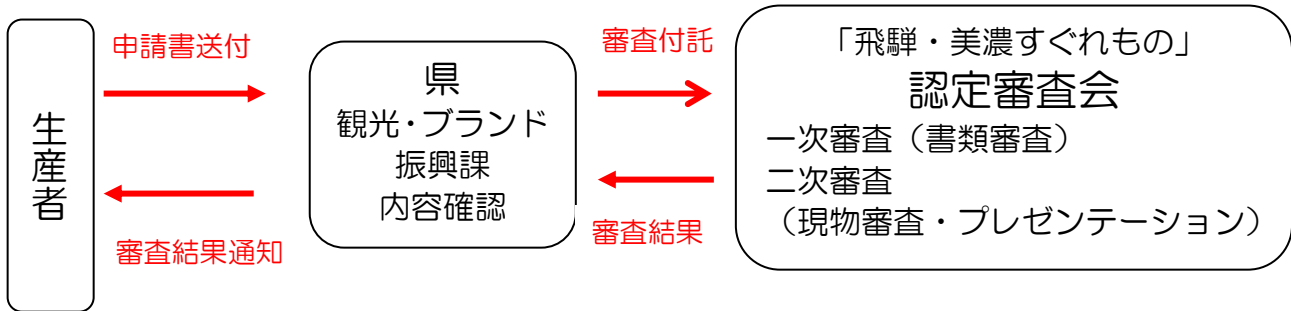 生産者
申請書送付
審査結果通知
県
観光・ブランド
振興課
内容確認
審査付託
審査結果
「飛騨・美濃すぐれもの」
認定審査会
一次審査（書類審査）
二次審査
（現物審査・プレゼンテーション）